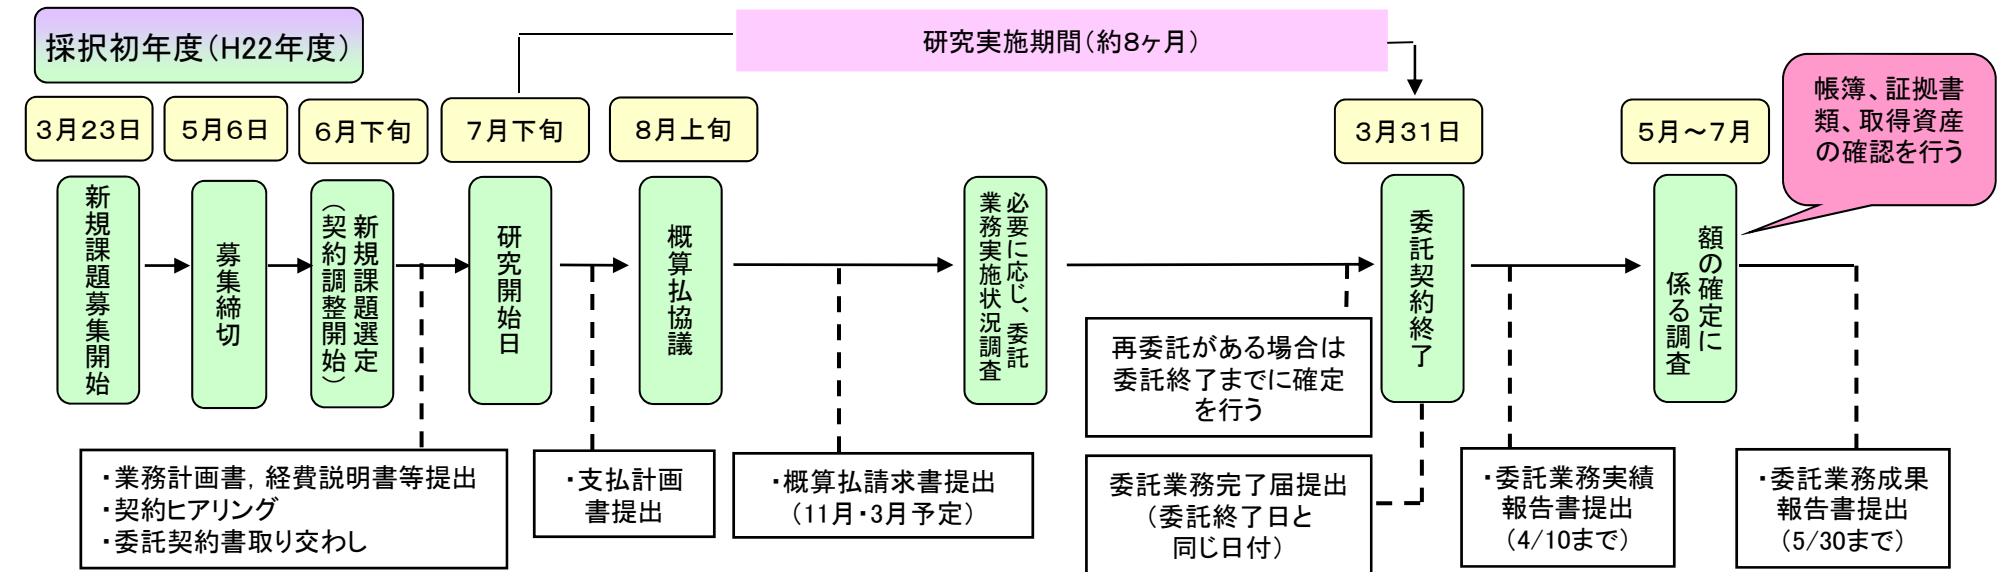 採択初年度(H22年度)
研究実施期間(約8ヶ月)
帳簿、証拠書
類、取得資産
の確認を行う
3月23日
5月6日
6月下旬
7月下旬
8月上旬
3月31日
5月～7月
新規課題募集開始
募集締切
新規課題選定
(契約調整開始)
研究開始日
概算払協議
必要に応じ、委託
業務実施状況調査
委託契約終了
額の確定に
係る調査
再委託がある場合は
委託終了までに確定
を行う
・業務計画書,経費説明書等提出
・契約ヒアリング
・委託契約書取り交わし
・支払計画
書提出
・概算払請求書提出
(11月・3月予定)
委託業務完了届提出
(委託終了日と
同じ日付)
・委託業務実績
報告書提出
(4/10まで)
・委託業務成果
報告書提出
(5/30まで)